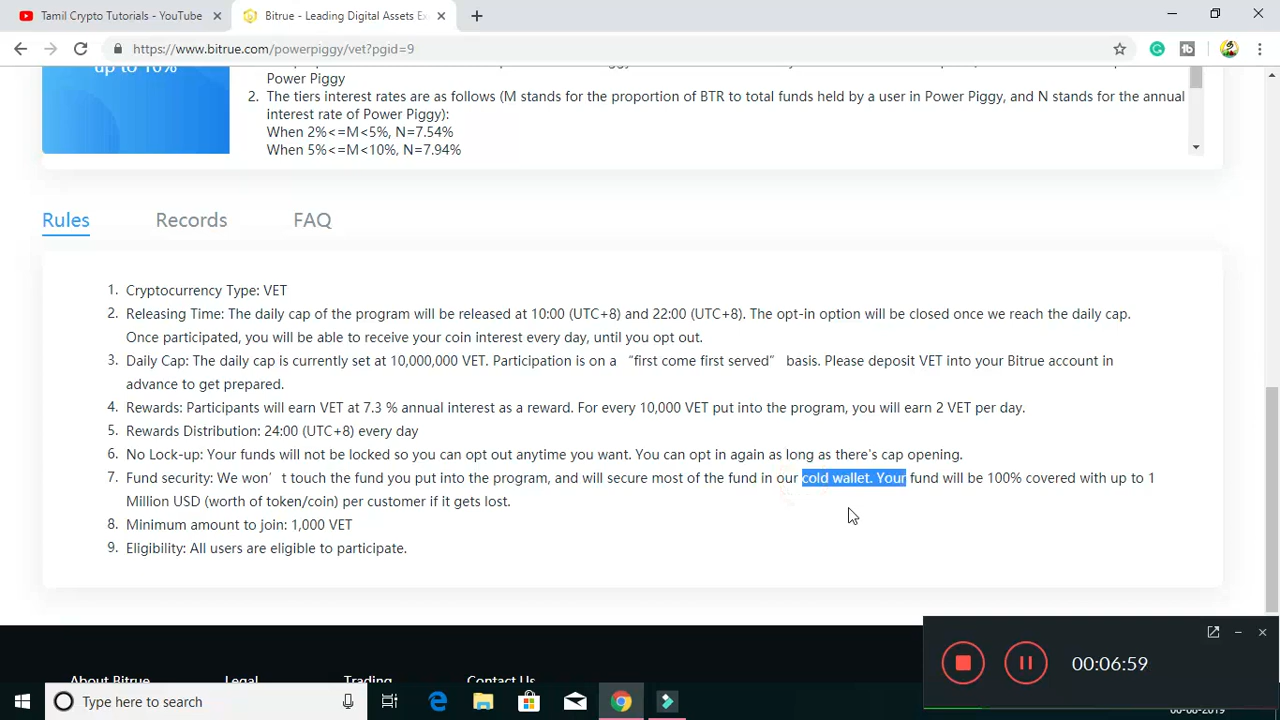 Tamil Crypto Tutorials - YouTube
Bitrue - Leading Digital Assets Ex
https://www.bitrue.com/powerpiggy/vet?pgid=9
up to 10%
Power Piggy
2. The tiers interest rates are as follows (M stands for the proportion of BTR to total funds held by a user in Power Piggy, and N stands for the annual
interest rate of Power Piggy):
When 2%<=M<5%, N=7.54%
When 5%<=M<10%, N=7.94%
Rules Records FAQ
1. Cryptocurrency Type: VET
2. Releasing Time: The daily cap of the program will be released at 10:00 (UTC+8) and 22:00 (UTC+8). The opt-in option will be closed once we reach the daily cap.
Once participated, you will be able to receive your coin interest every day, until you opt out.
3. Daily Cap: The daily cap is currently set at 10,000,000 VET. Participation is on a “first come first served” basis. Please deposit VET into your Bitrue account in
advance to get prepared.
4. Rewards: Participants will earn VET at 7.3 % annual interest as a reward. For every 10,000 VET put into the program, you will earn 2 VET per day.
5. Rewards Distribution: 24:00 (UTC+8) every day
6. No Lock-up: Your funds will not be locked so you can opt out anytime you want. You can opt in again as long as there's cap opening.
7. Fund security: We won’t touch the fund you put into the program, and will secure most of the fund in our cold wallet. Your fund will be 100% covered with up to 1
Million USD (worth of token/coin) per customer if it gets lost.
8. Minimum amount to join: 1,000 VET
9. Eligibility: All users are eligible to participate.
00:06:59
About Bitrue Legal Trading Contact Us
Type here to search